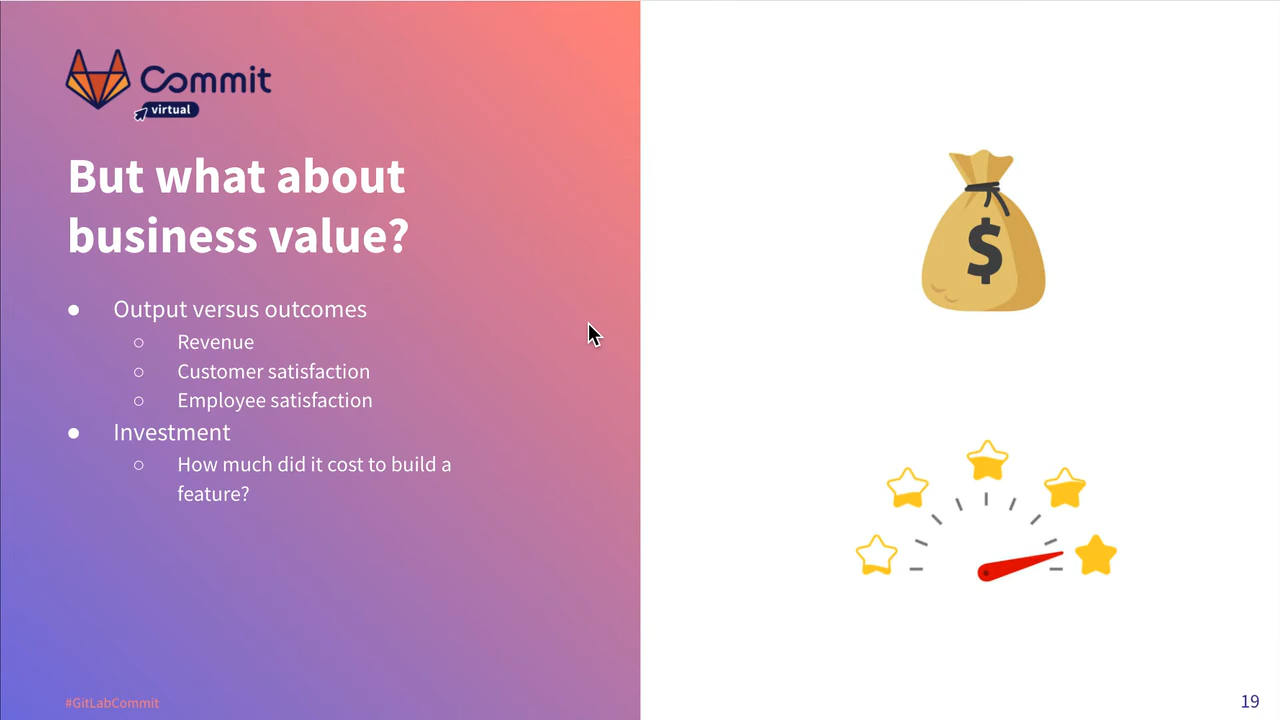 Commit
virtual
But what about
business value?
● Output versus outcomes
○ Revenue
○ Customer satisfaction
○ Employee satisfaction
● Investment
○ How much did it cost to build a
feature?
$
#GitLabCommit
19